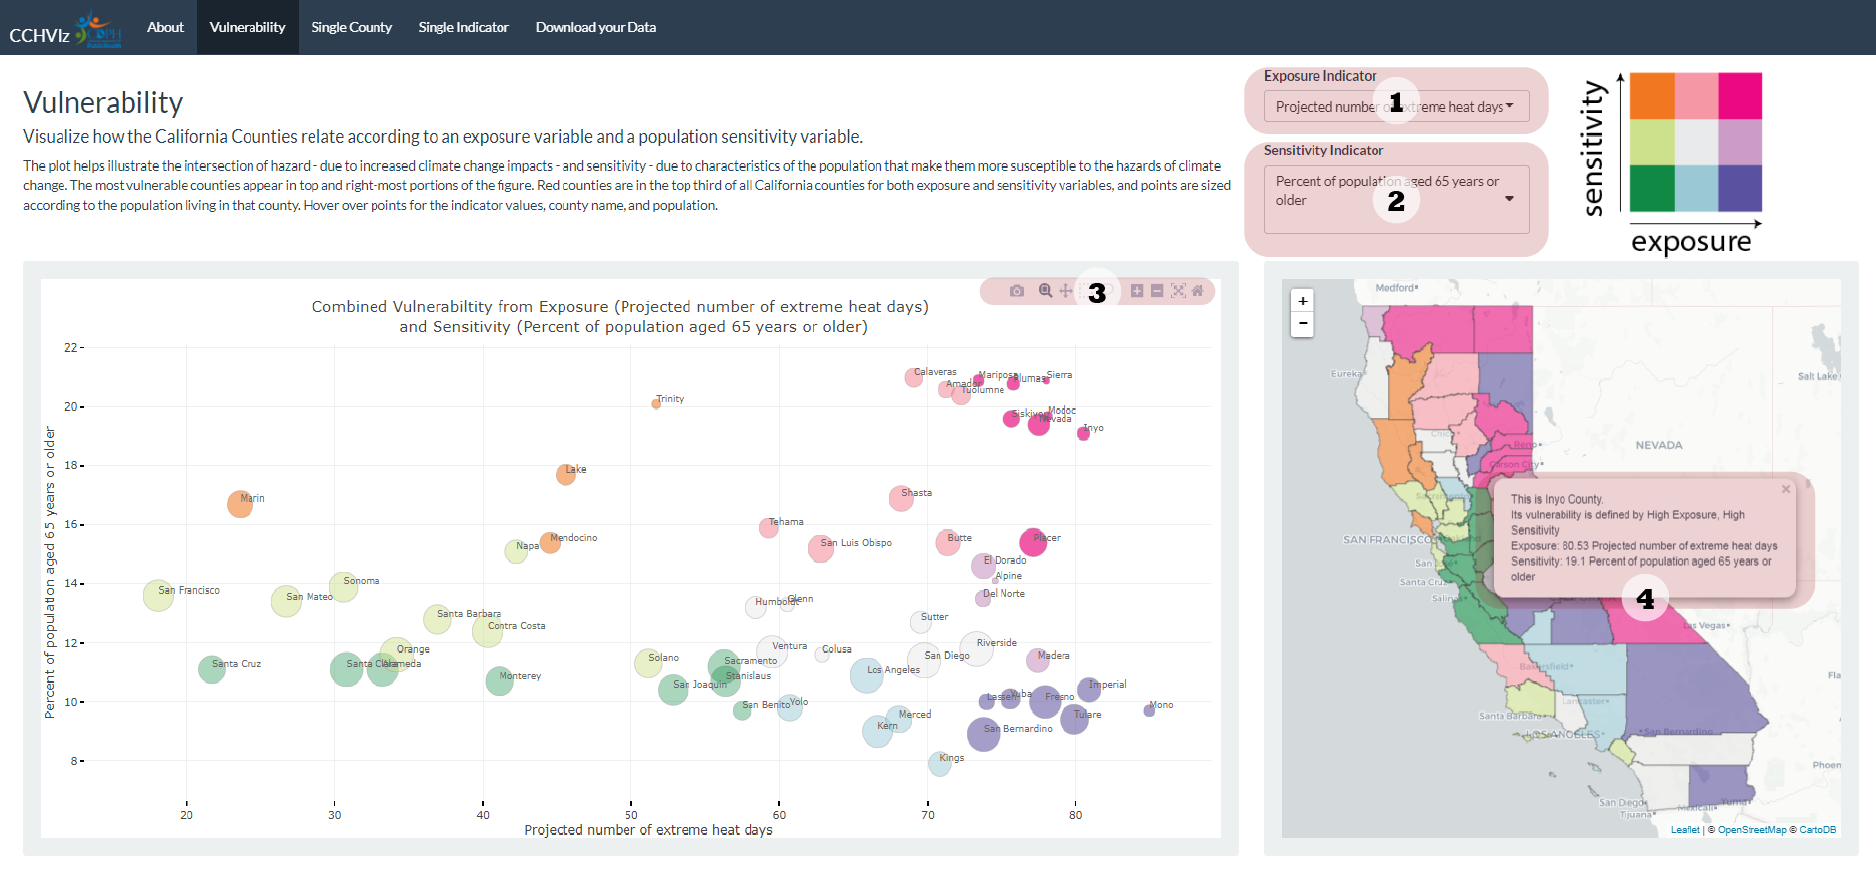 CCHVIz CDPH About Vulnerability Single County Single Indicator Download your Data
PublicHealth
Vulnerability
Visualize how the California Counties relate according to an exposure variable and a population sensitivity variable.
The plot helps illustrate the intersection of hazard - due to increased climate change impacts - and sensitivity - due to characteristics of the population that make them more susceptible to the hazards of climate
change. The most vulnerable counties appear in top and right-most portions of the figure. Red counties are in the top third of all California counties for both exposure and sensitivity variables, and points are sized
according to the population living in that county. Hover over points for the indicator values, county name, and population.
Exposure Indicator
Projected number of extreme heat days
1
Sensitivity Indicator
Percent of population aged 65 years or
older
2
sensitivity
exposure
3
Combined Vulnerabiltity from Exposure (Projected number of extreme heat days)
and Sensitivity (Percent of population aged 65 years or older)
Percent of population aged 65 years or older
22
20
18
16
14
12
10
8
Calaveras
Mariposa
Plumas
Sierra
Amador
Tuolumne
Trinity
Siskiyou
Modoc
Nevada
Inyo
Lake
Marin
Shasta
Tehama
Mendocino
Napa
San Luis Obispo
Butte
Placer
El Dorado
Alpine
Del Norte
San Francisco
San Mateo
Sonoma
Humboldt
Glenn
Santa Barbara
Contra Costa
Sutter
Orange
Solano
Ventura
Colusa
Riverside
San Diego
Madera
Santa Cruz
Santa Clara
Alameda
Monterey
Sacramento
Stanislaus
San Joaquin
Los Angeles
San Benito
Yolo
Lassen
Yuba
Fresno
Imperial
Mono
Merced
Kern
Tulare
San Bernardino
Kings
20 30 40 50 60 70 80
Projected number of extreme heat days
+
-
Medford
Eureka
Salt Lake
NEVADA
Chico
Reno
Carson City
Sacramento
SAN FRANCISCO
Oakland
San Jose
Santa Cruz
Salinas
×
This is Inyo County.
Its vulnerability is defined by High Exposure, High
Sensitivity
Exposure: 80.53 Projected number of extreme heat days
Sensitivity: 19.1 Percent of population aged 65 years or
older
4
Las Vegas
Bakersfield
Fla
Lancaster
Santa Barbara
LOS ANGELES
San Bernardino
Phoen
San Diego
Mexicali
Yuma
Tijuana
Leaflet | © OpenStreetMap © CartoDB